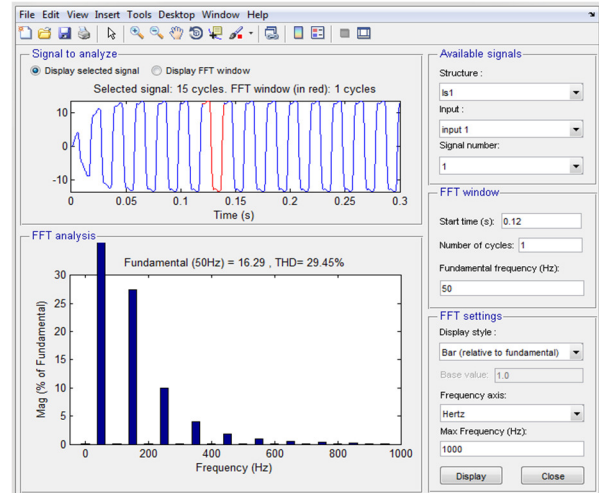 File Edit View Insert Tools Desktop Window Help
Signal to analyze
Display selected signal Display FFT window
Selected signal: 15 cycles. FFT window (in red): 1 cycles
10
0
-10
0 0.05 0.1 0.15 0.2 0.25 0.3
Time (s)
FFT analysis
Fundamental (50Hz) = 16.29 , THD= 29.45%
30
25
20
15
10
5
0
Mag (% of Fundamental)
0 200 400 600 800 1000
Frequency (Hz)
Available signals
Structure :
Is1
Input :
input 1
Signal number:
1
FFT window
Start time (s): 0.12
Number of cycles: 1
Fundamental frequency (Hz):
50
FFT settings
Display style :
Bar (relative to fundamental)
Base value: 1.0
Frequency axis:
Hertz
Max Frequency (Hz):
1000
Display Close